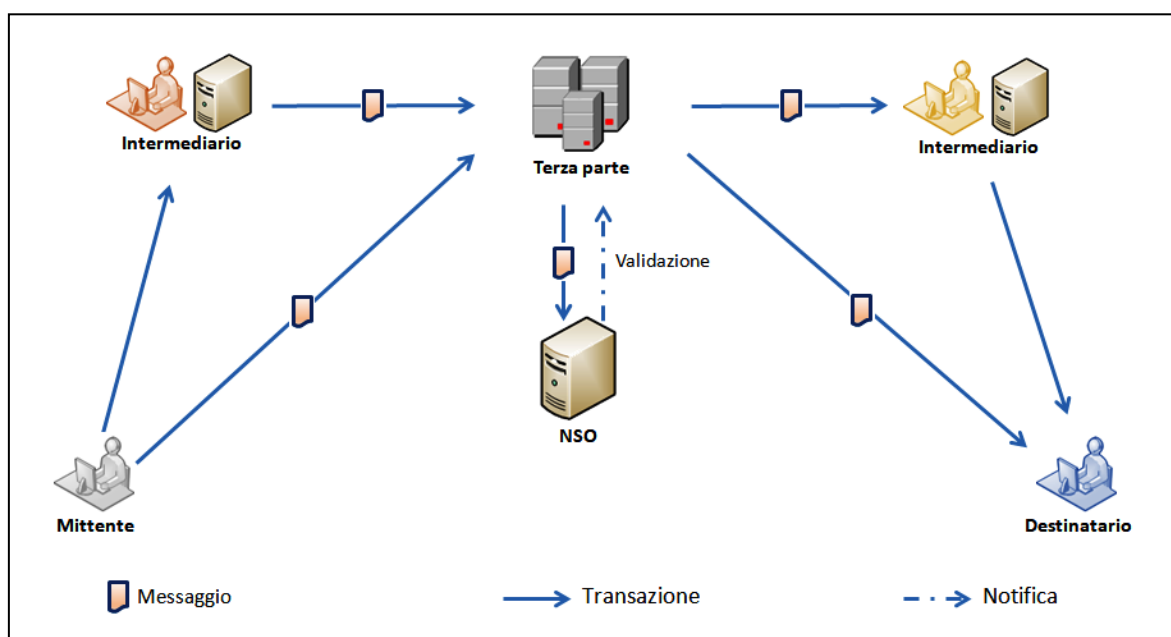 Intermediario
Terza parte
Intermediario
Validazione
NSO
Mittente
Destinatario
Messaggio
Transazione
Notifica